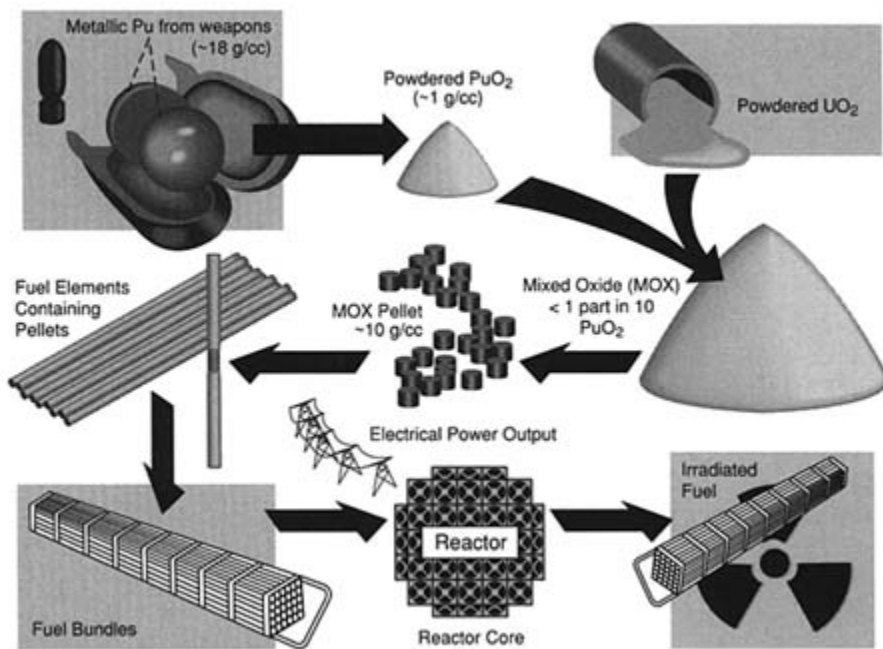 Metallic Pu from weapons
(~18 g/cc)
Powdered PuO₂
(~1 g/cc)
Powdered UO₂
Fuel Elements
Containing
Pellets
MOX Pellet
~10 g/cc
Mixed Oxide (MOX)
< 1 part in 10
PuO₂
Electrical Power Output
Irradiated
Fuel
Reactor
Fuel Bundles
Reactor Core